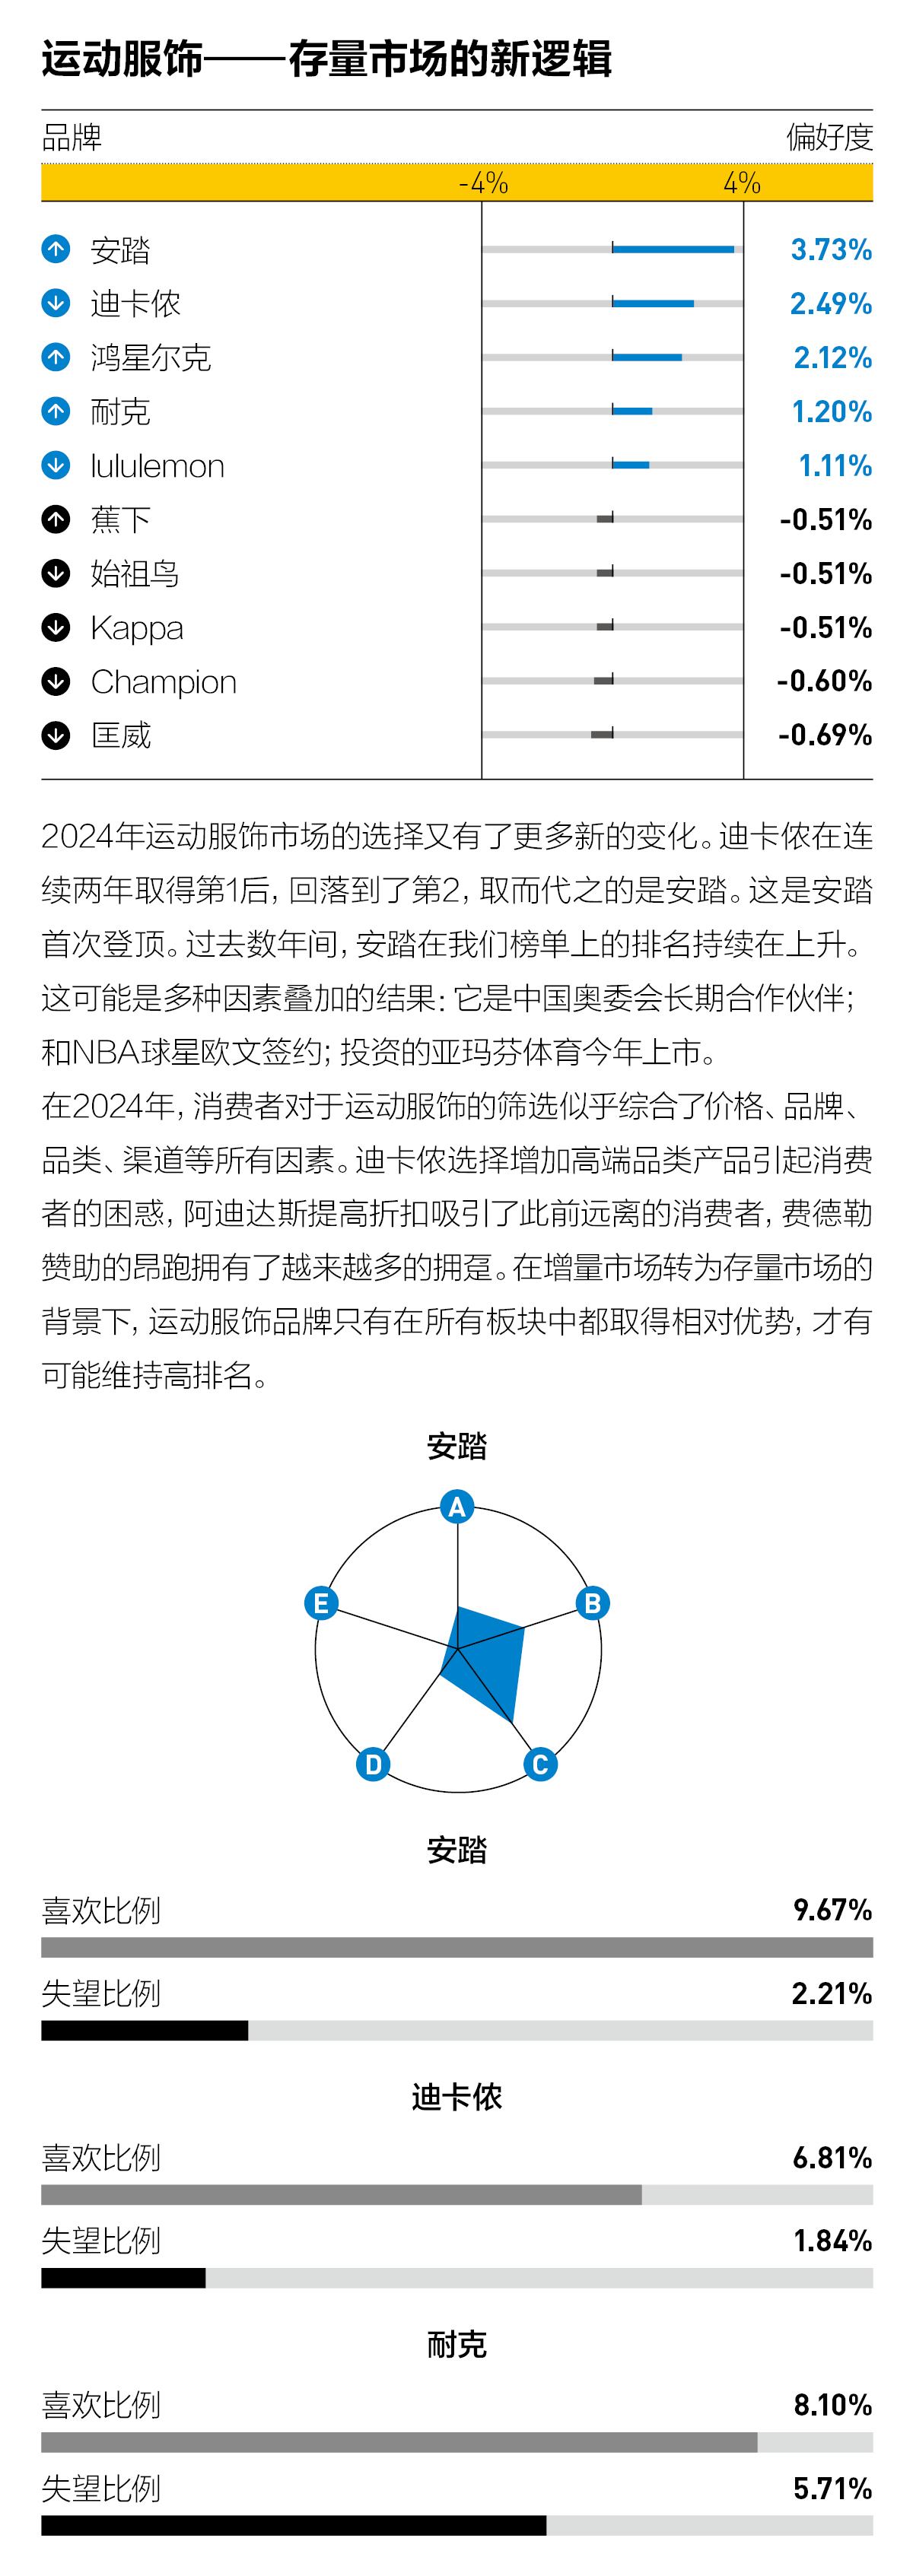 运动服饰——存量市场的新逻辑
品牌 偏好度
-4% 4%
安踏 3.73%
迪卡侬 2.49%
鸿星尔克 2.12%
耐克 1.20%
lululemon 1.11%
蕉下 -0.51%
始祖鸟 -0.51%
Kappa -0.51%
Champion -0.60%
匡威 -0.69%
2024年运动服饰市场的选择又有了更多新的变化。迪卡侬在连
续两年取得第1后，回落到了第2，取而代之的是安踏。这是安踏
首次登顶。过去数年间，安踏在我们榜单上的排名持续在上升。
这可能是多种因素叠加的结果：它是中国奥委会长期合作伙伴；
和NBA球星欧文签约；投资的亚玛芬体育今年上市。
在2024年，消费者对于运动服饰的筛选似乎综合了价格、品牌、
品类、渠道等所有因素。迪卡侬选择增加高端品类产品引起消费
者的困惑，阿迪达斯提高折扣吸引了此前远离的消费者，费德勒
赞助的昂跑拥有了越来越多的拥趸。在增量市场转为存量市场的
背景下，运动服饰品牌只有在所有板块中都取得相对优势，才有
可能维持高排名。
安踏
A
B
C
D
E
安踏
喜欢比例 9.67%
失望比例 2.21%
迪卡侬
喜欢比例 6.81%
失望比例 1.84%
耐克
喜欢比例 8.10%
失望比例 5.71%